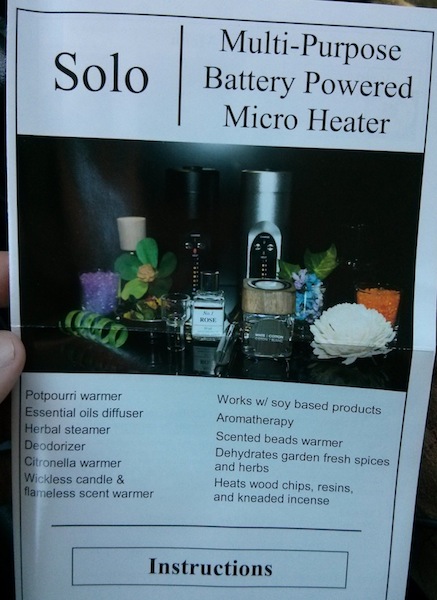 Solo
Multi-Purpose
Battery Powered
Micro Heater
ROSE
Potpourri warmer
Essential oils diffuser
Herbal steamer
Deodorizer
Citronella warmer
Wickless candle &
flameless scent warmer
Works w/ soy based products
Aromatherapy
Scented beads warmer
Dehydrates garden fresh spices
and herbs
Heats wood chips, resins,
and kneaded incense
Instructions